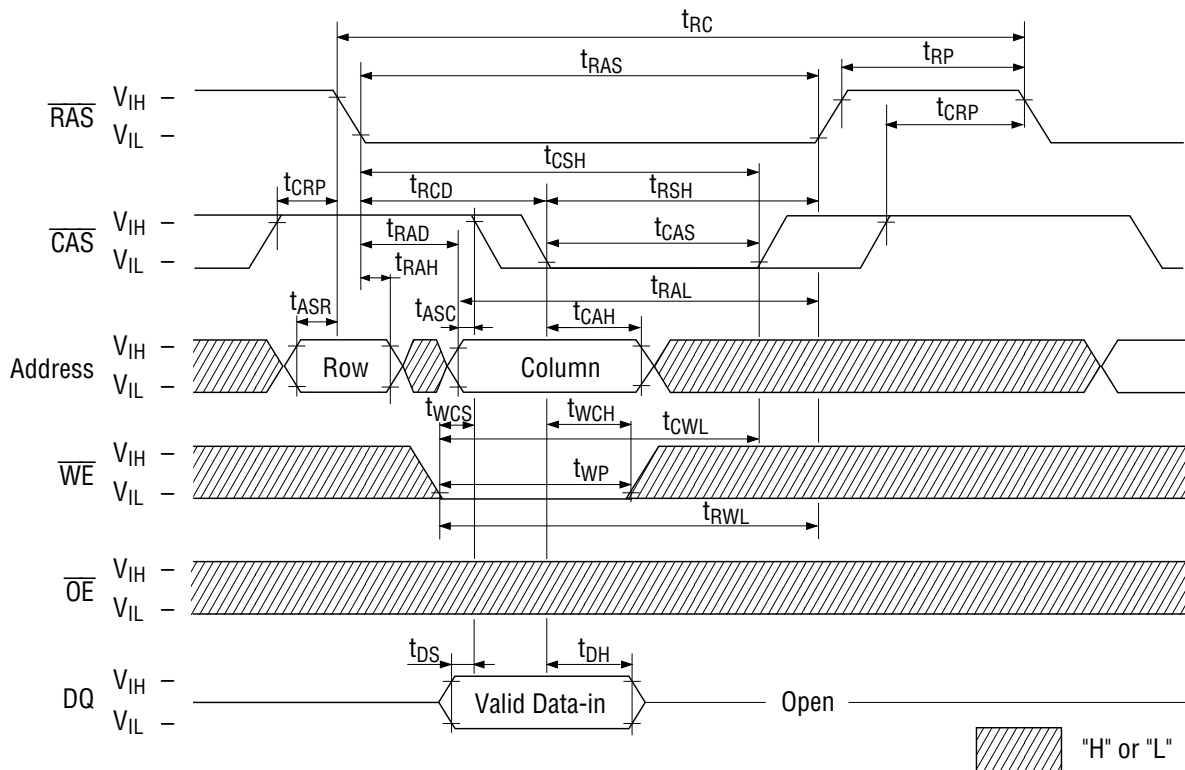 tRC
tRAS
tRP
RAS
VIH –
VIL –
tCRP
tCSH
tCRP
tRCD
tRSH
CAS
VIH –
VIL –
tRAD
tCAS
tRAH
tRAL
tASR
tASC
tCAH
Address
VIH –
VIL –
Row
Column
tWCS
tWCH
tCWL
WE
VIH –
VIL –
tWP
tRWL
OE
VIH –
VIL –
tDS
tDH
DQ
VIH –
VIL –
Valid Data-in
Open
"H" or "L"